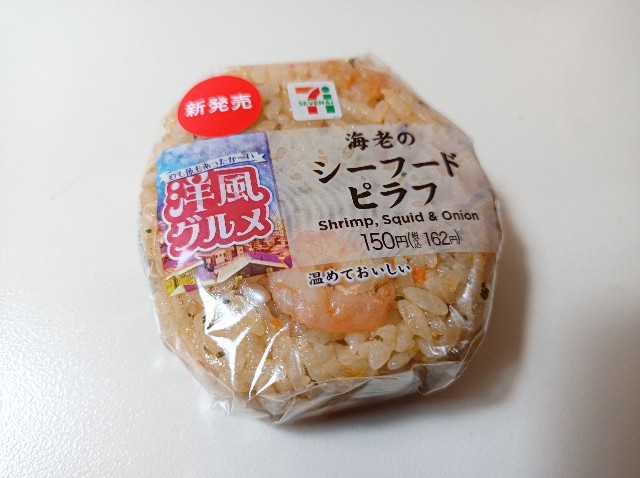 新発売
SEVEN&i
海老の
シーフード
ピラフ
Shrimp, Squid & Onion
150円(税込162円)
洋風
グルメ
温めておいしい